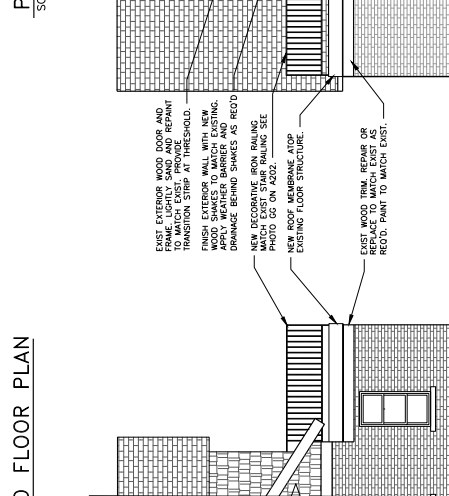 P
SC
EXIST EXTERIOR WOOD DOOR AND
FRAME. LIGHTLY SAND AND REPAINT
TO MATCH EXIST. PROVIDE
TRANSITION STRIP AT THRESHOLD.
FINISH EXTERIOR WALL WITH NEW
WOOD SHAKES TO MATCH EXISTING.
APPLY WEATHER BARRIER AND
DRAINAGE BEHIND SHAKES AS REQ'D
NEW DECORATIVE IRON RAILING
MATCH EXIST STAIR RAILING SEE
PHOTO GG ON A202.
NEW ROOF MEMBRANE ATOP
EXISTING FLOOR STRUCTURE.
EXIST WOOD TRIM. REPAIR OR
REPLACE TO MATCH EXIST AS
REQ'D. PAINT TO MATCH EXIST.
FLOOR PLAN